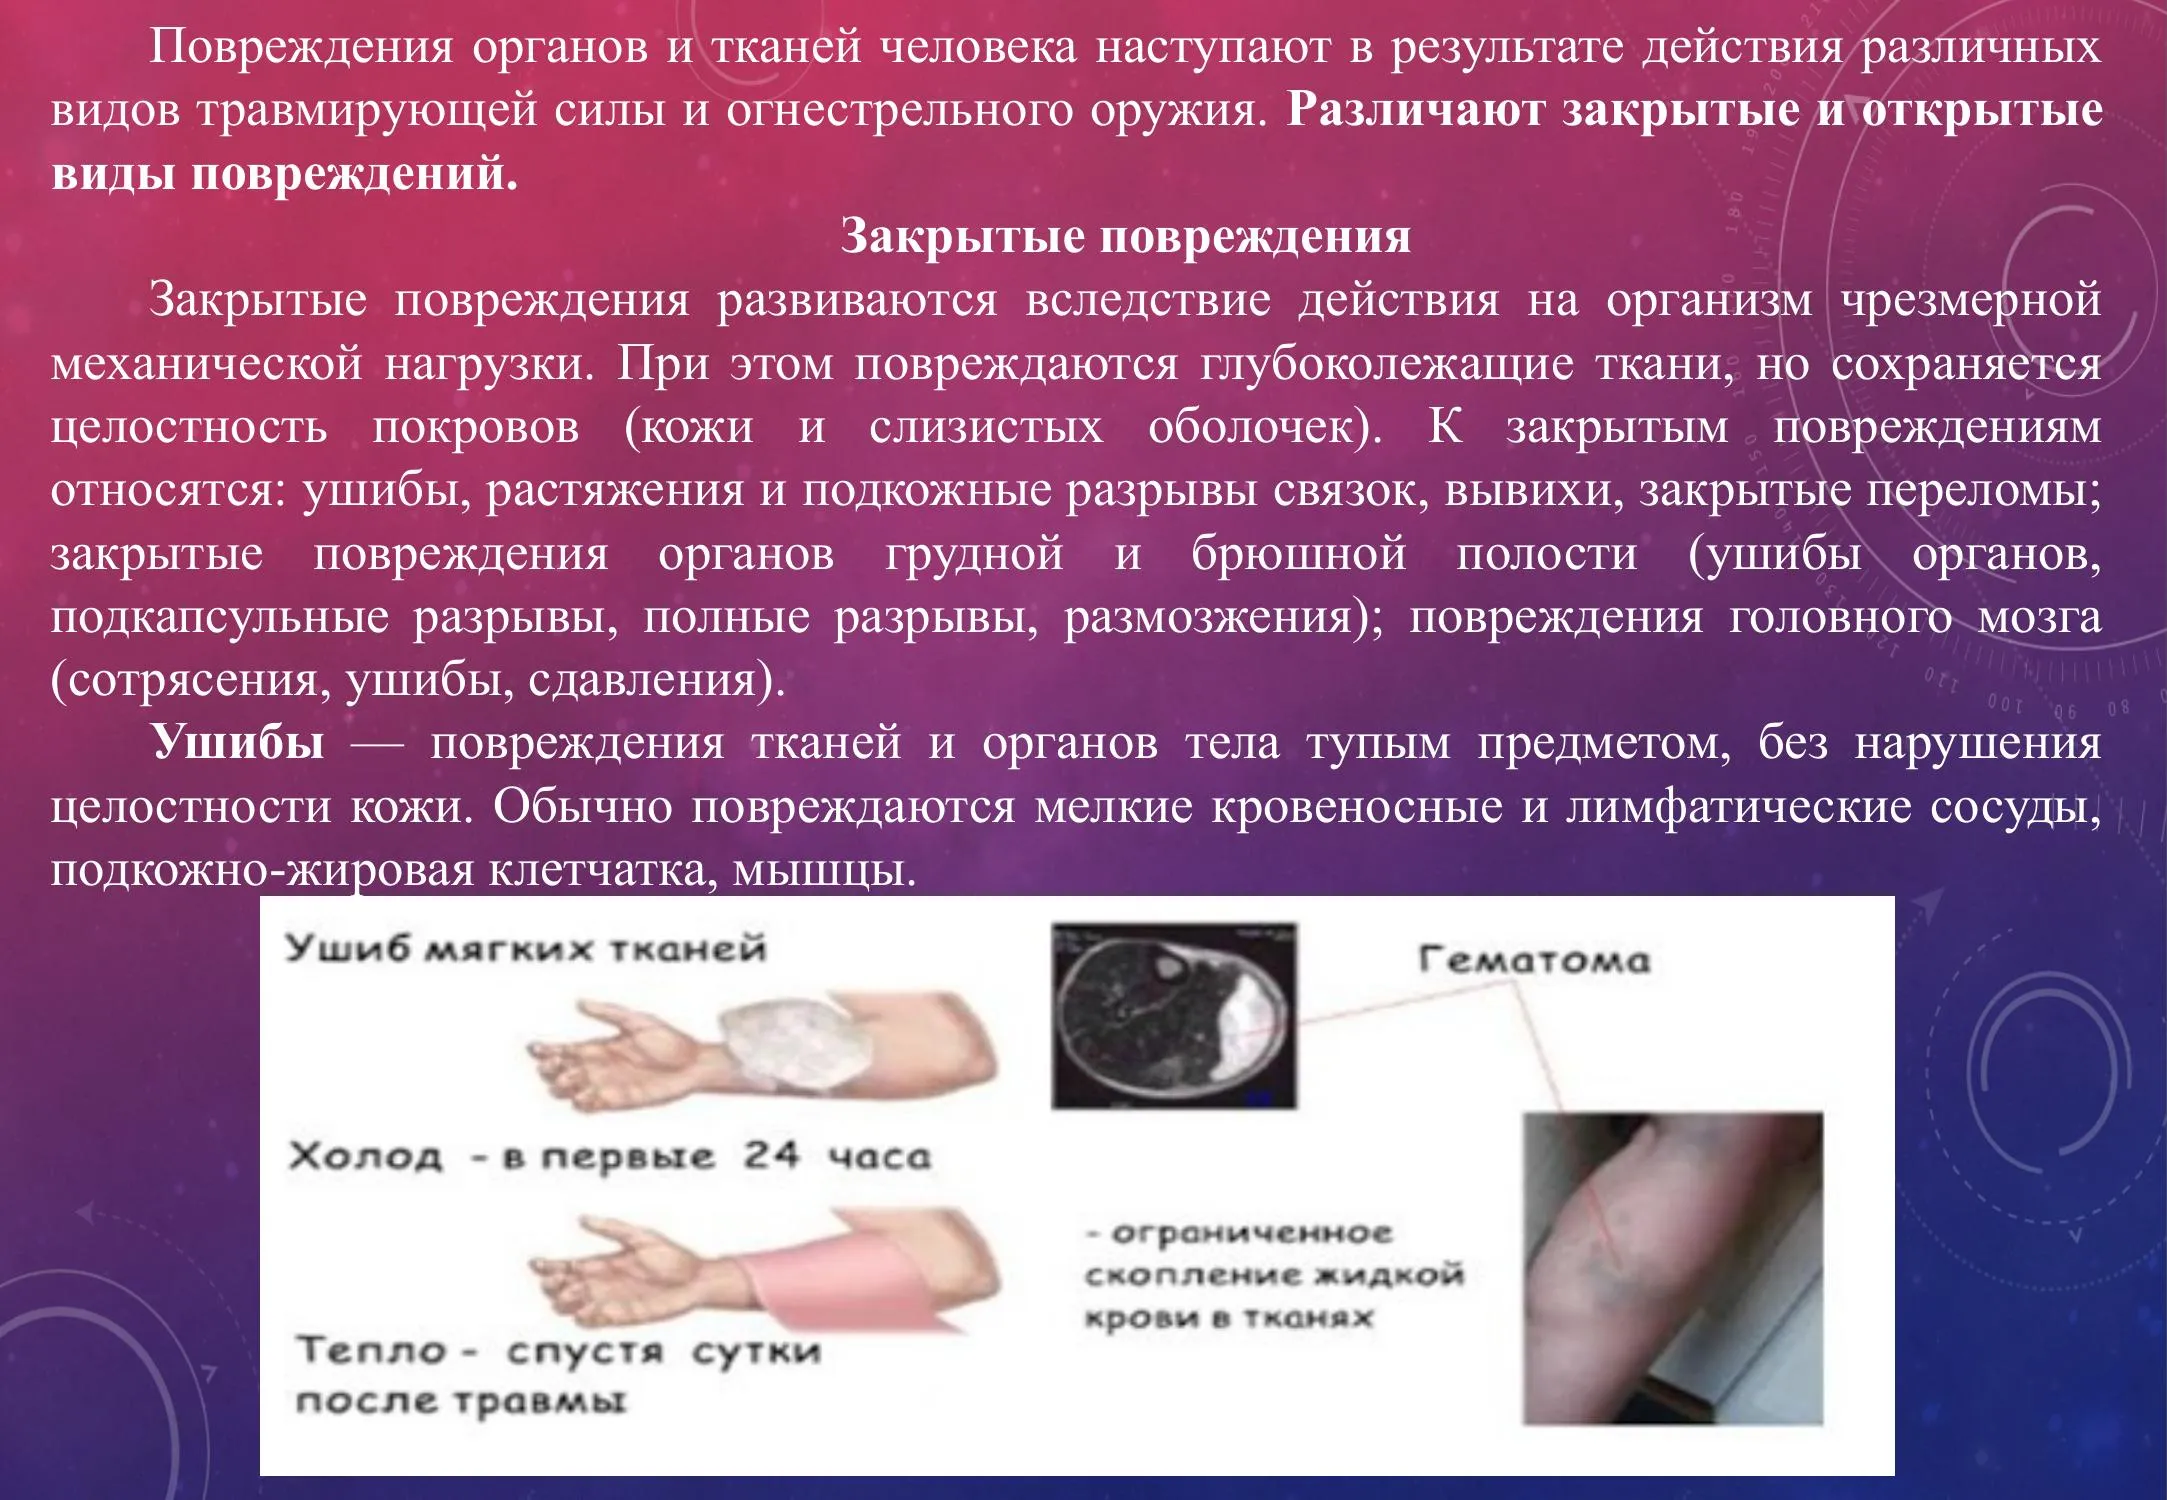 Повреждения органов и тканей человека наступают в результате действия различных
видов травмирующей силы и огнестрельного оружия. Различают закрытые и открытые
виды повреждений.
Закрытые повреждения
Закрытые повреждения развиваются вследствие действия на организм чрезмерной
механической нагрузки. При этом повреждаются глубоколежащие ткани, но сохраняется
целостность покровов (кожи и слизистых оболочек). К закрытым повреждениям
относятся: ушибы, растяжения и подкожные разрывы связок, вывихи, закрытые переломы;
закрытые повреждения органов грудной и брюшной полости (ушибы органов,
подкапсульные разрывы, полные разрывы, размозжения); повреждения головного мозга
(сотрясения, ушибы, сдавления).
Ушибы — повреждения тканей и органов тела тупым предметом, без нарушения
целостности кожи. Обычно повреждаются мелкие кровеносные и лимфатические сосуды,
подкожно-жировая клетчатка, мышцы.
Ушиб мягких тканей
Холод - в первые 24 часа
Тепло - спустя сутки
после травмы
Гематома
- ограниченное
скопление жидкой
крови в тканях